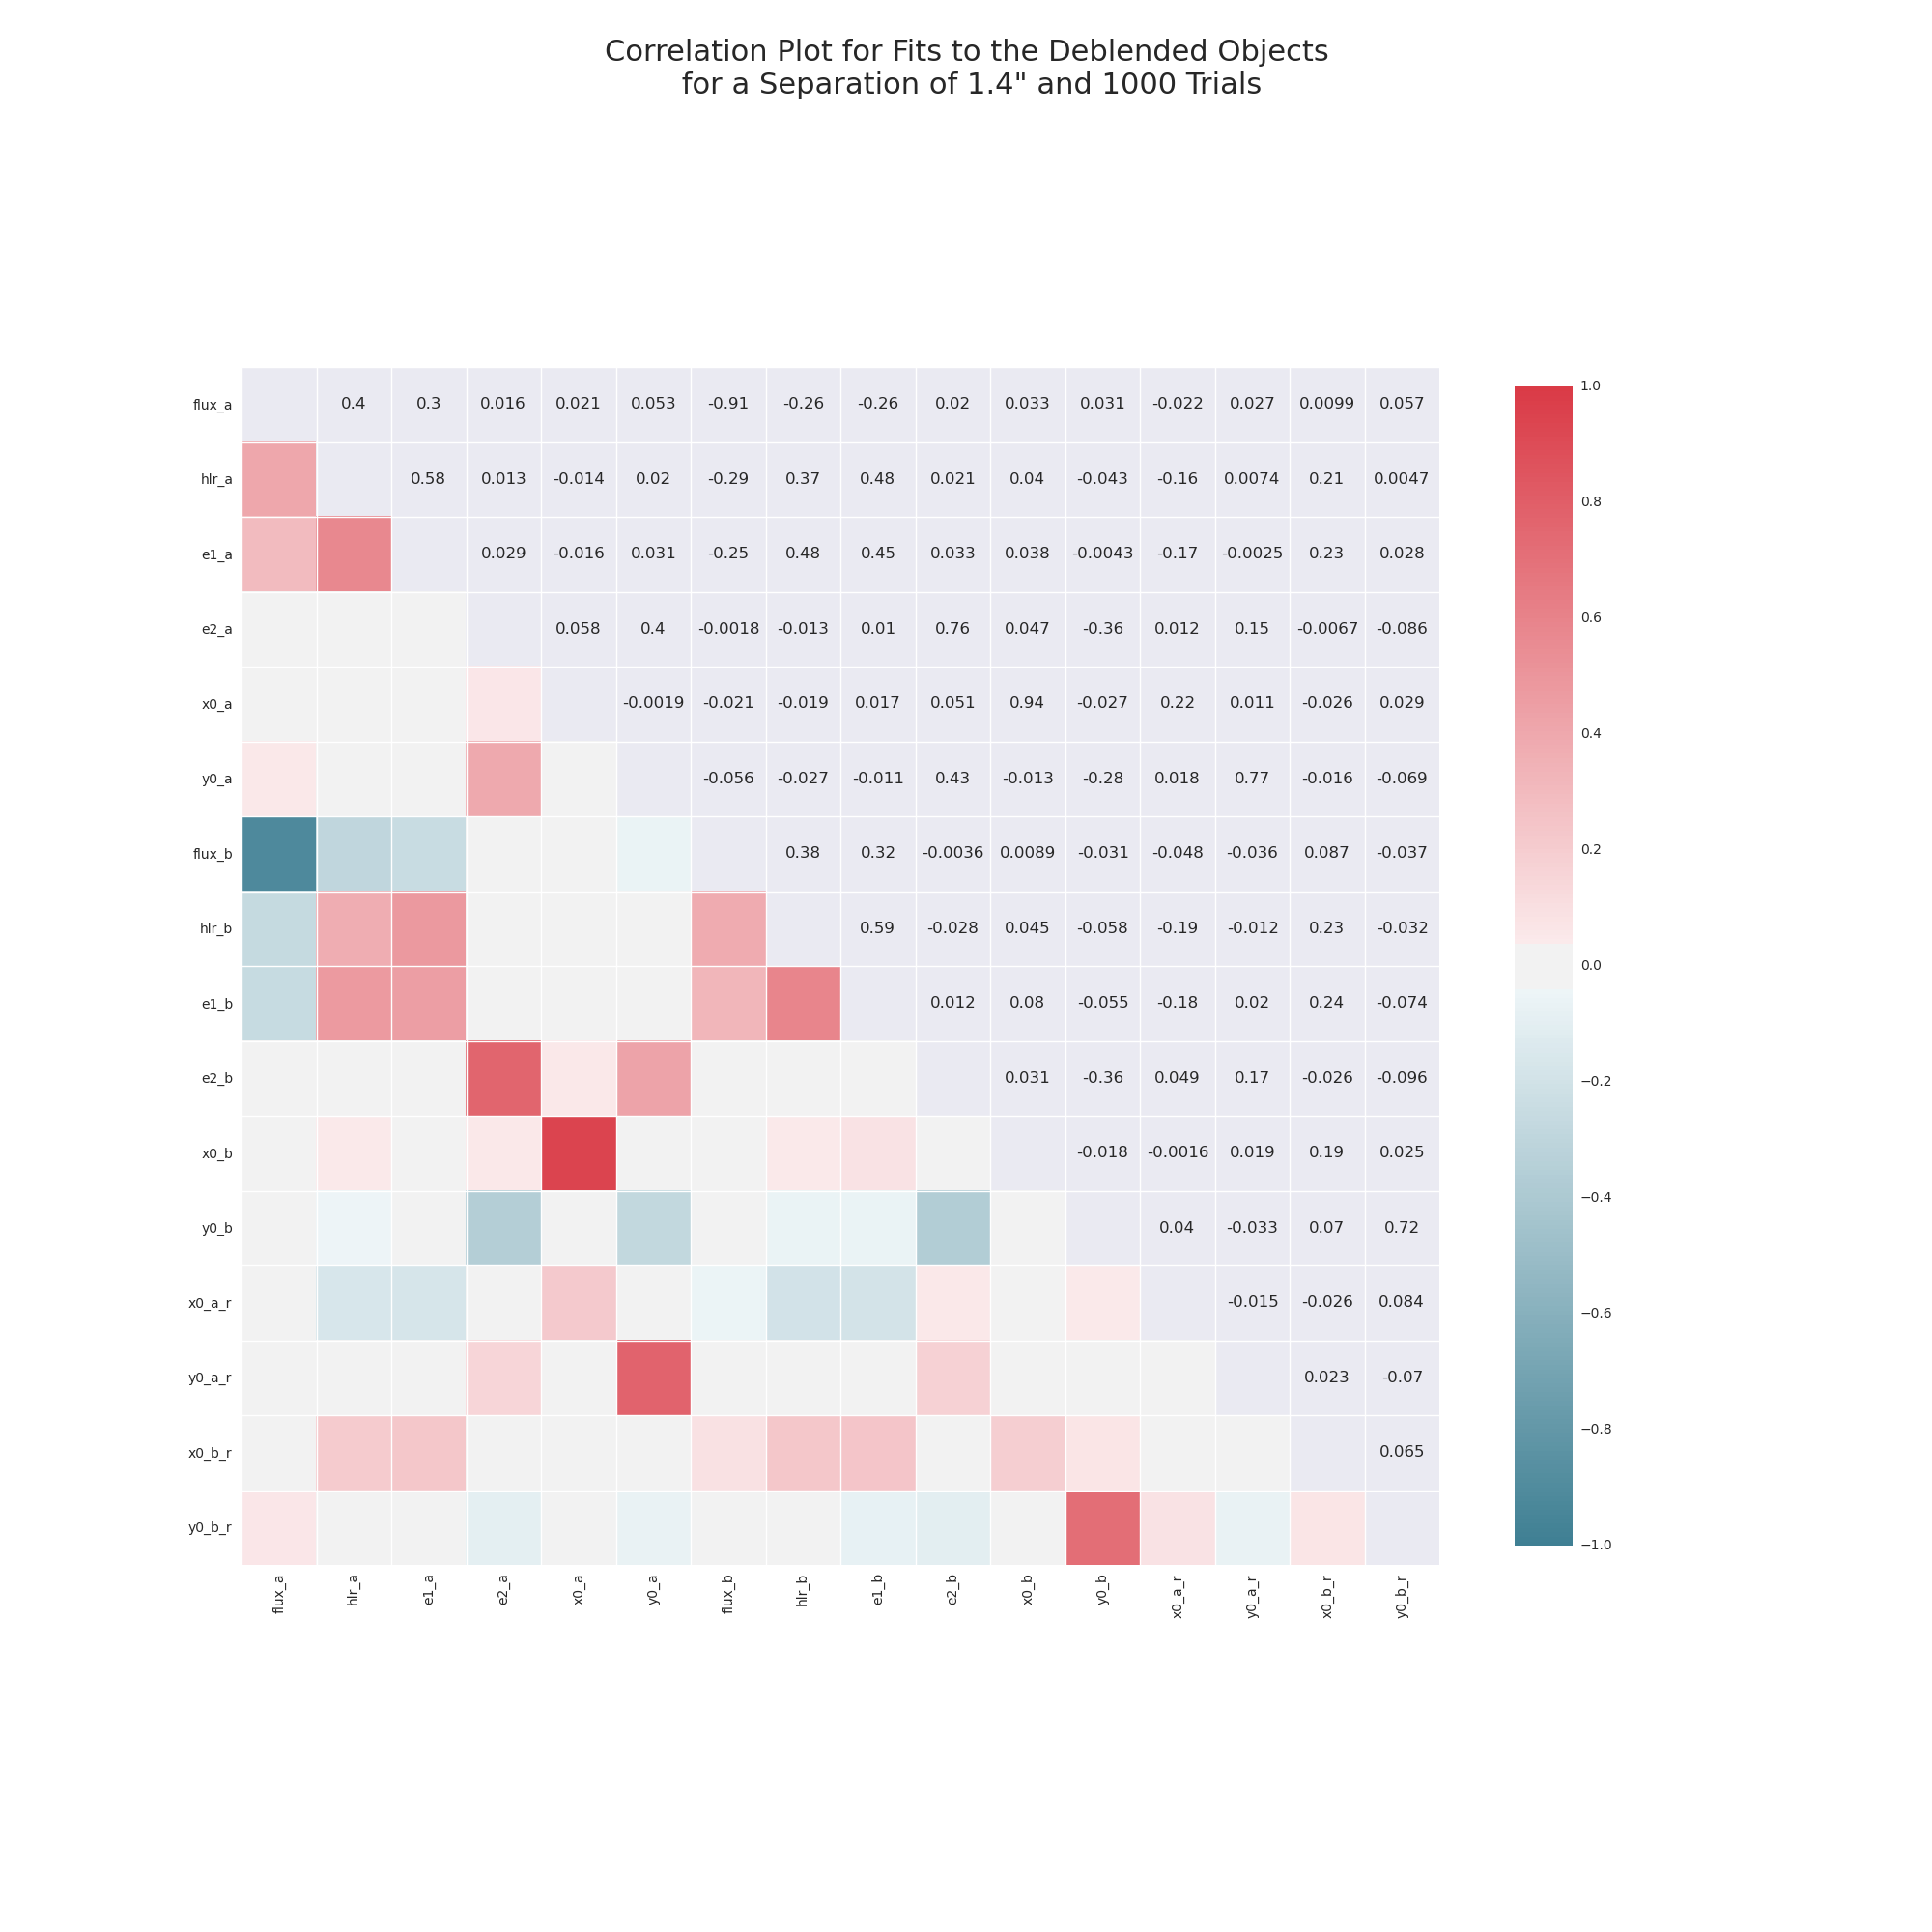 Correlation Plot for Fits to the Deblended Objects
for a Separation of 1.4" and 1000 Trials
flux_a 0.4 0.3 0.016 0.021 0.053 -0.91 -0.26 -0.26 0.02 0.033 0.031 -0.022 0.027 0.0099 0.057
hlr_a 0.58 0.013 -0.014 0.02 -0.29 0.37 0.48 0.021 0.04 -0.043 -0.16 0.0074 0.21 0.0047
e1_a 0.029 -0.016 0.031 -0.25 0.48 0.45 0.033 0.038 -0.0043 -0.17 -0.0025 0.23 0.028
e2_a 0.058 0.4 -0.0018 -0.013 0.01 0.76 0.047 -0.36 0.012 0.15 -0.0067 -0.086
x0_a -0.0019 -0.021 -0.019 0.017 0.051 0.94 -0.027 0.22 0.011 -0.026 0.029
y0_a -0.056 -0.027 -0.011 0.43 -0.013 -0.28 0.018 0.77 -0.016 -0.069
flux_b 0.38 0.32 -0.0036 0.0089 -0.031 -0.048 -0.036 0.087 -0.037
hlr_b 0.59 -0.028 0.045 -0.058 -0.19 -0.012 0.23 -0.032
e1_b 0.012 0.08 -0.055 -0.18 0.02 0.24 -0.074
e2_b 0.031 -0.36 0.049 0.17 -0.026 -0.096
x0_b -0.018 -0.0016 0.019 0.19 0.025
y0_b 0.04 -0.033 0.07 0.72
x0_a_r -0.015 -0.026 0.084
y0_a_r 0.023 -0.07
x0_b_r 0.065
y0_b_r
flux_a hlr_a e1_a e2_a x0_a y0_a flux_b hlr_b e1_b e2_b x0_b y0_b x0_a_r y0_a_r x0_b_r y0_b_r
1.0
0.8
0.6
0.4
0.2
0.0
−0.2
−0.4
−0.6
−0.8
−1.0